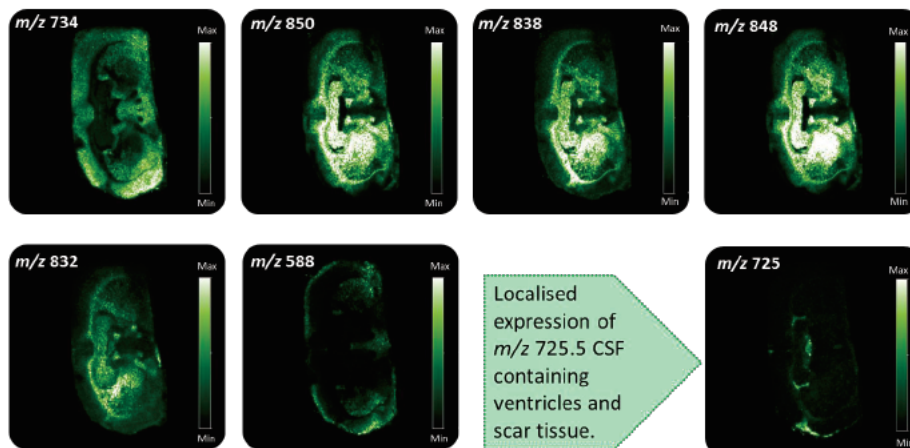 m/z 734
Max
Min
m/z 850
Max
Min
m/z 838
Max
Min
m/z 848
Max
Min
m/z 832
Max
Min
m/z 588
Max
Min
Localised
expression of
m/z 725.5 CSF
containing
ventricles and
scar tissue.
m/z 725
Max
Min